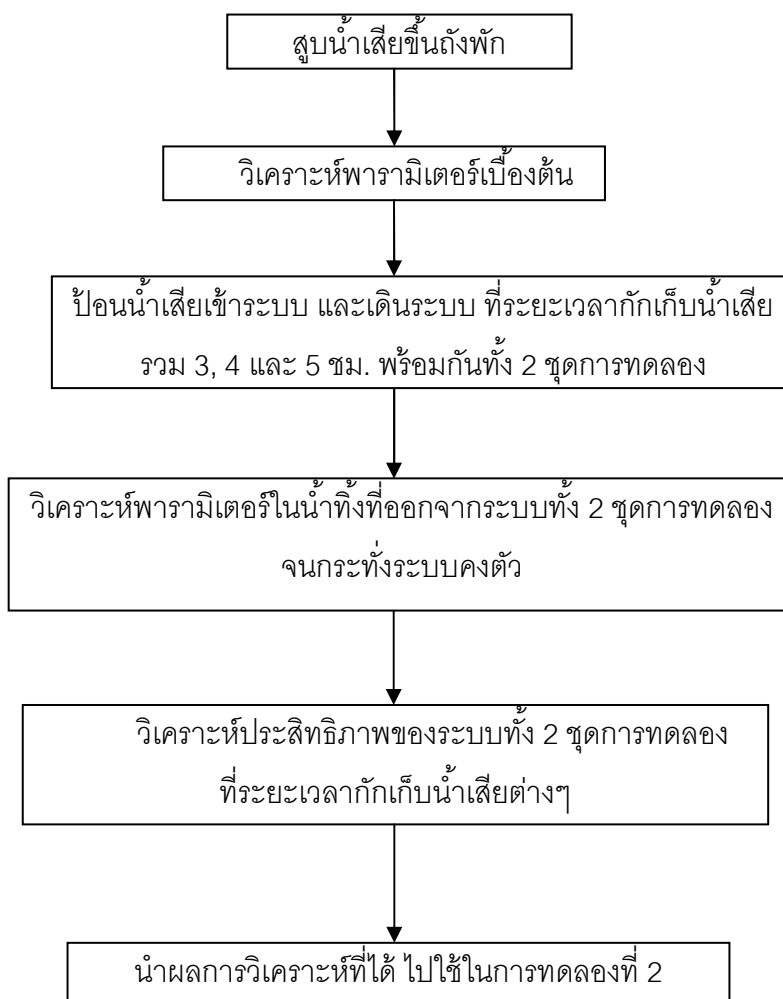 สูบน้ำเสียขึ้นถังพัก
วิเคราะห์พารามิเตอร์เบื้องต้น
ป้อนน้ำเสียเข้าระบบ และเดินระบบ ที่ระยะเวลากักเก็บน้ำเสีย
รวม 3, 4 และ 5 ชม. พร้อมกันทั้ง 2 ชุดการทดลอง
วิเคราะห์พารามิเตอร์ในน้ำทิ้งที่ออกจากระบบทั้ง 2 ชุดการทดลอง
จนกระทั่งระบบคงตัว
วิเคราะห์ประสิทธิภาพของระบบทั้ง 2 ชุดการทดลอง
ที่ระยะเวลากักเก็บน้ำเสียต่างๆ
นำผลการวิเคราะห์ที่ได้ ไปใช้ในการทดลองที่ 2